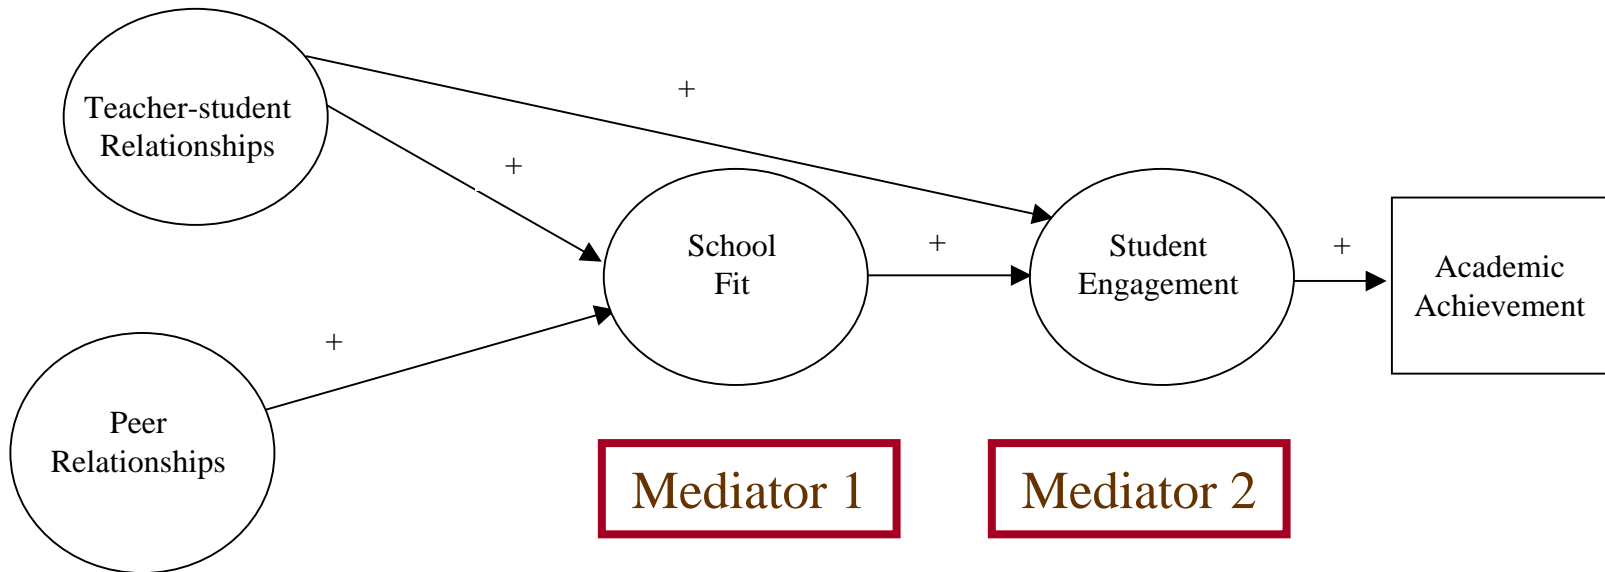 +
Teacher-student
Relationships
+
School
Fit
+
Student
Engagement
+
Academic
Achievement
+
Peer
Relationships
Mediator 1
Mediator 2